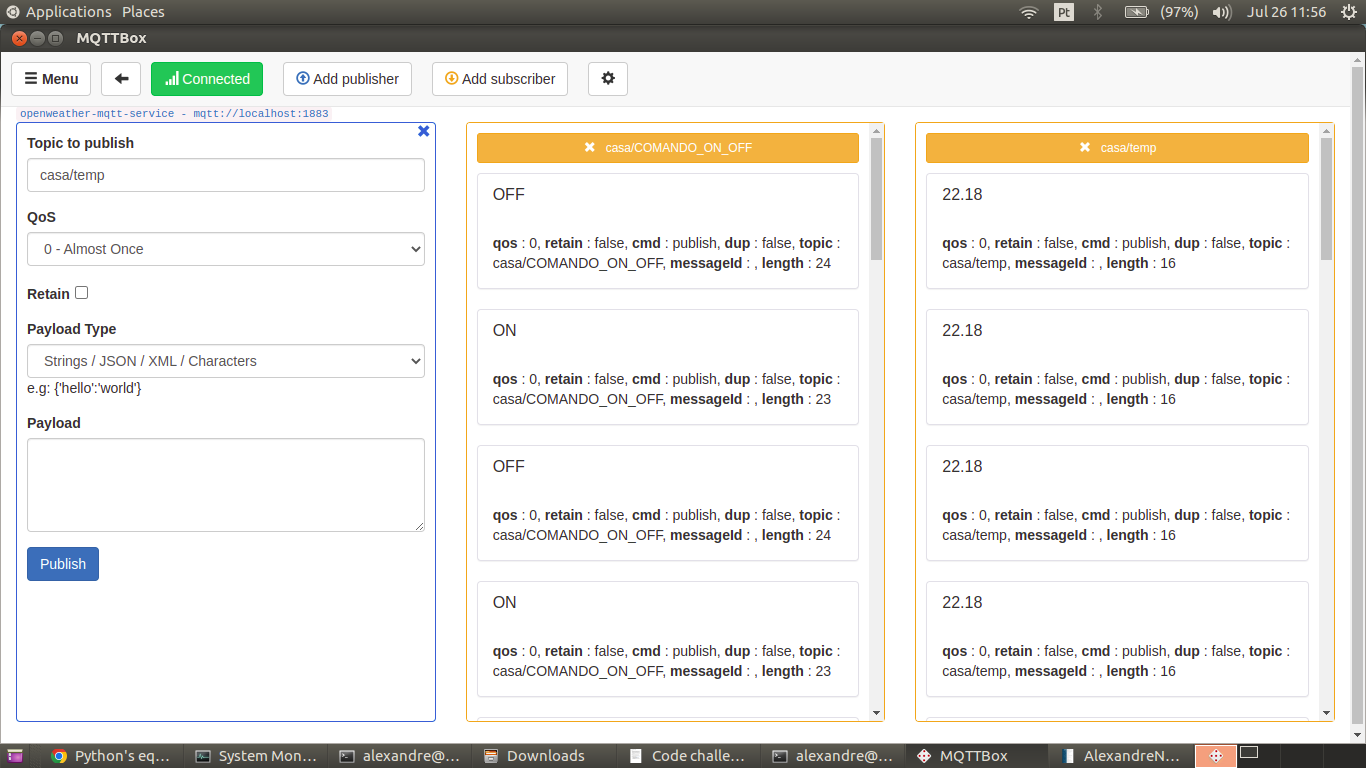 Applications Places
Pt (97%) Jul 26 11:56
MQTTBox
Menu Connected Add publisher Add subscriber
openweather-mqtt-service - mqtt://localhost:1883
Topic to publish
casa/temp
QoS
0 - Almost Once
Retain
Payload Type
Strings / JSON / XML / Characters
e.g: {'hello':'world'}
Payload
Publish
casa/COMANDO_ON_OFF
OFF
qos : 0, retain : false, cmd : publish, dup : false, topic :
casa/COMANDO_ON_OFF, messageId : , length : 24
ON
qos : 0, retain : false, cmd : publish, dup : false, topic :
casa/COMANDO_ON_OFF, messageId : , length : 23
OFF
qos : 0, retain : false, cmd : publish, dup : false, topic :
casa/COMANDO_ON_OFF, messageId : , length : 24
ON
qos : 0, retain : false, cmd : publish, dup : false, topic :
casa/COMANDO_ON_OFF, messageId : , length : 23
casa/temp
22.18
qos : 0, retain : false, cmd : publish, dup : false, topic :
casa/temp, messageId : , length : 16
22.18
qos : 0, retain : false, cmd : publish, dup : false, topic :
casa/temp, messageId : , length : 16
22.18
qos : 0, retain : false, cmd : publish, dup : false, topic :
casa/temp, messageId : , length : 16
22.18
qos : 0, retain : false, cmd : publish, dup : false, topic :
casa/temp, messageId : , length : 16
Python's eq... System Mon... alexandre@... Downloads Code challe... alexandre@... MQTTBox AlexandreN...